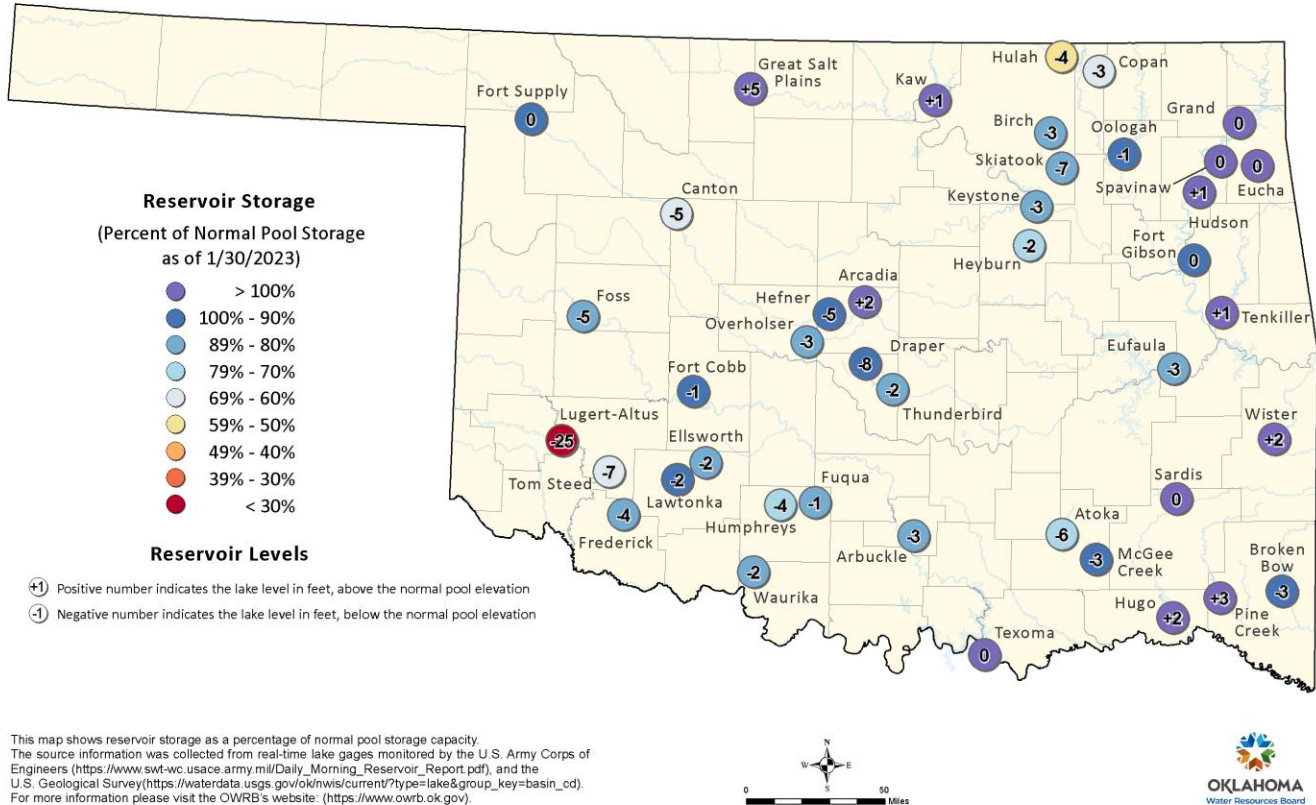 Hulah
-4
-3
Copan
Great Salt
Plains
+5
Kaw
+1
Fort Supply
0
Grand
0
Birch
-3
Oologah
-1
Skiatook
-7
0
0
Spavinaw
Eucha
+1
Hudson
Canton
-5
Keystone
-3
Heyburn
-2
Fort
Gibson
0
Reservoir Storage
(Percent of Normal Pool Storage
as of 1/30/2023)
> 100%
100% - 90%
89% - 80%
79% - 70%
69% - 60%
59% - 50%
49% - 40%
39% - 30%
< 30%
Reservoir Levels
+1 Positive number indicates the lake level in feet, above the normal pool elevation
-1 Negative number indicates the lake level in feet, below the normal pool elevation
Foss
-5
Arcadia
+2
Hefner
-5
Overholser
-3
Draper
-8
-2
Thunderbird
+1
Tenkiller
Eufaula
-3
Fort Cobb
-1
Lugert-Altus
-25
Ellsworth
-2
-7
Tom Steed
-2
Lawtonka
-4
Frederick
Fuqua
-4
-1
Humphreys
-3
Arbuckle
-2
Waurika
Wister
+2
Sardis
0
Atoka
-6
-3
McGee
Creek
Broken
Bow
-3
Hugo
+2
+3
Pine
Creek
Texoma
0
This map shows reservoir storage as a percentage of normal pool storage capacity.
The source information was collected from real-time lake gages monitored by the U.S. Army Corps of
Engineers (https://www.swt-wc.usace.army.mil/Daily_Morning_Reservoir_Report.pdf), and the
U.S. Geological Survey(https://waterdata.usgs.gov/ok/nwis/current/?type=lake&group_key=basin_cd).
For more information please visit the OWRB's website: (https://www.owrb.ok.gov).
N
W
E
S
0
50
Miles
OKLAHOMA
Water Resources Board